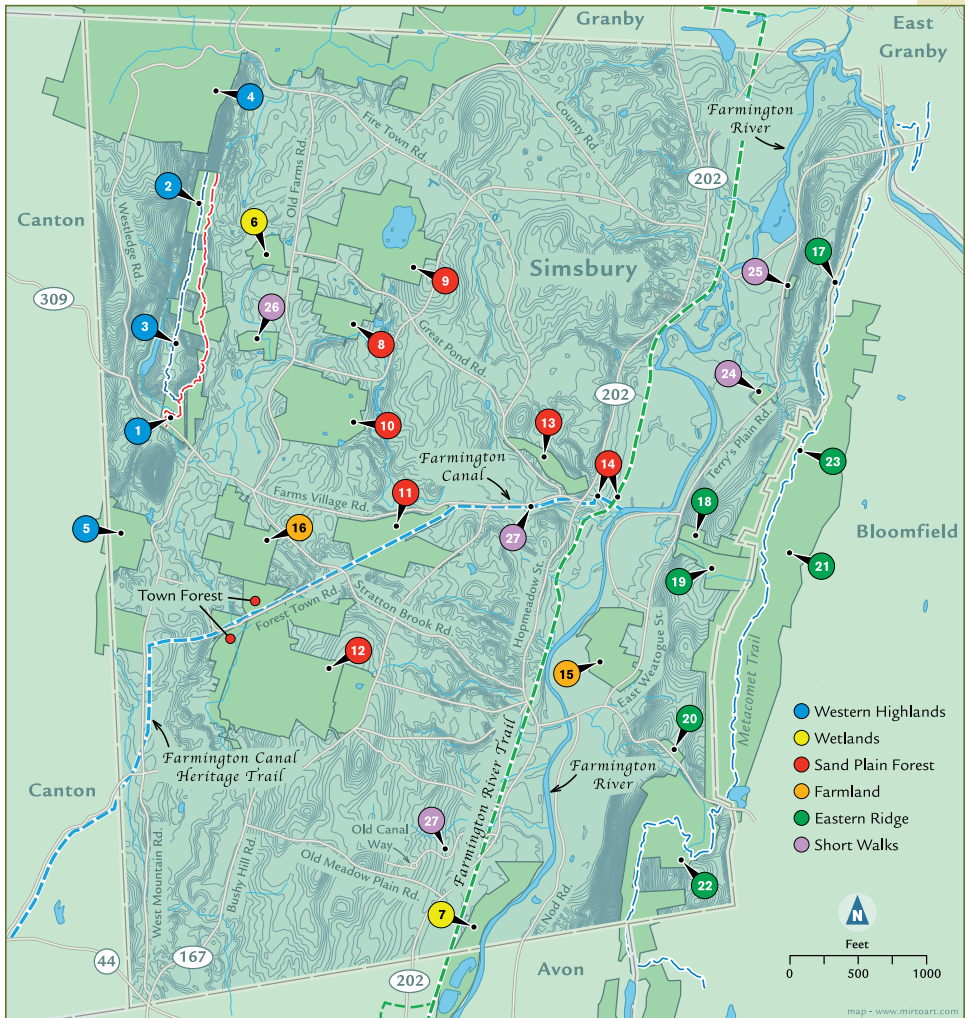 Granby
East
Granby
Farmington
River
4
Fire Town Rd.
County Rd.
202
2
Canton
Westledge Rd.
Old Farms Rd.
6
9
Simsbury
25
17
309
26
3
8
Great Pond Rd.
24
202
1
10
13
Terry's Plain Rd.
Farmington
Canal
14
23
Farms Village Rd.
11
27
18
5
16
Bloomfield
21
19
Town Forest
Forest Town Rd.
Stratton Brook Rd.
Hopmeadow St.
12
15
East Weatogue St.
Metacomet Trail
20
Western Highlands
Wetlands
Sand Plain Forest
Farmland
Eastern Ridge
Short Walks
Farmington Canal
Heritage Trail
Farmington River Trail
Farmington
River
Canton
27
Old Canal
Way
West Mountain Rd.
Bushy Hill Rd.
Old Meadow Plain Rd.
22
7
Nod Rd.
N
Feet
0 500 1000
44
167
202
Avon
map - www.mirtoart.com